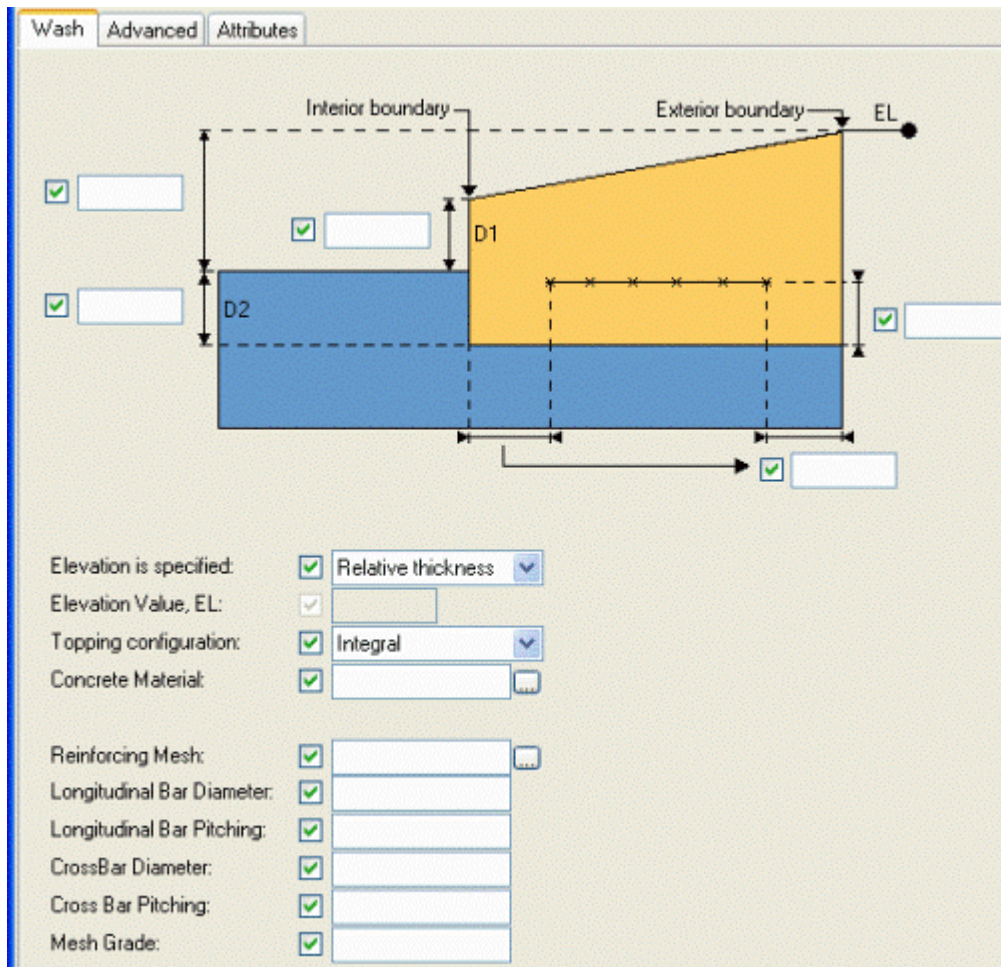 Wash Advanced Attributes
Interior boundary Exterior boundary EL
D1
D2
Elevation is specified: Relative thickness
Elevation Value, EL:
Topping configuration: Integral
Concrete Material: ...
Reinforcing Mesh: ...
Longitudinal Bar Diameter:
Longitudinal Bar Pitching:
CrossBar Diameter:
Cross Bar Pitching:
Mesh Grade: